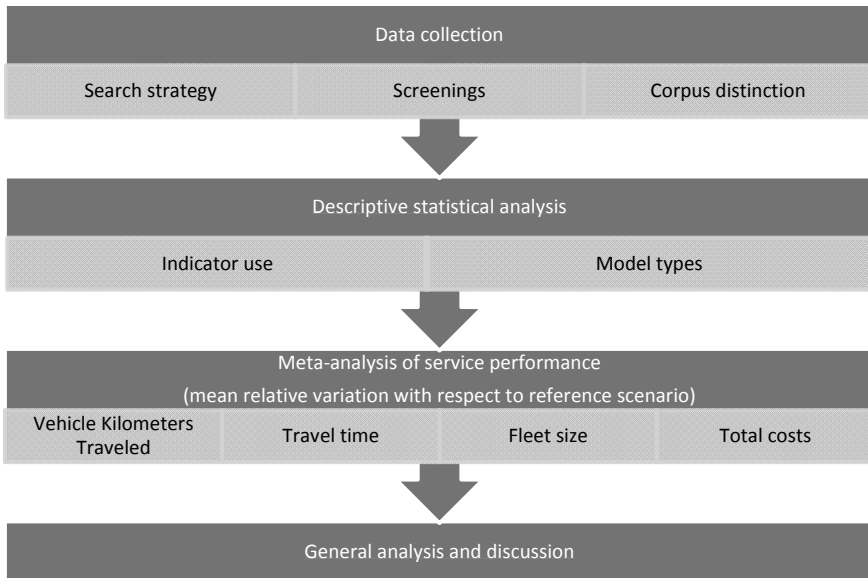 Data collection
Search strategy
Screenings
Corpus distinction
Descriptive statistical analysis
Indicator use
Model types
Meta-analysis of service performance
(mean relative variation with respect to reference scenario)
Vehicle Kilometers
Traveled
Travel time
Fleet size
Total costs
General analysis and discussion